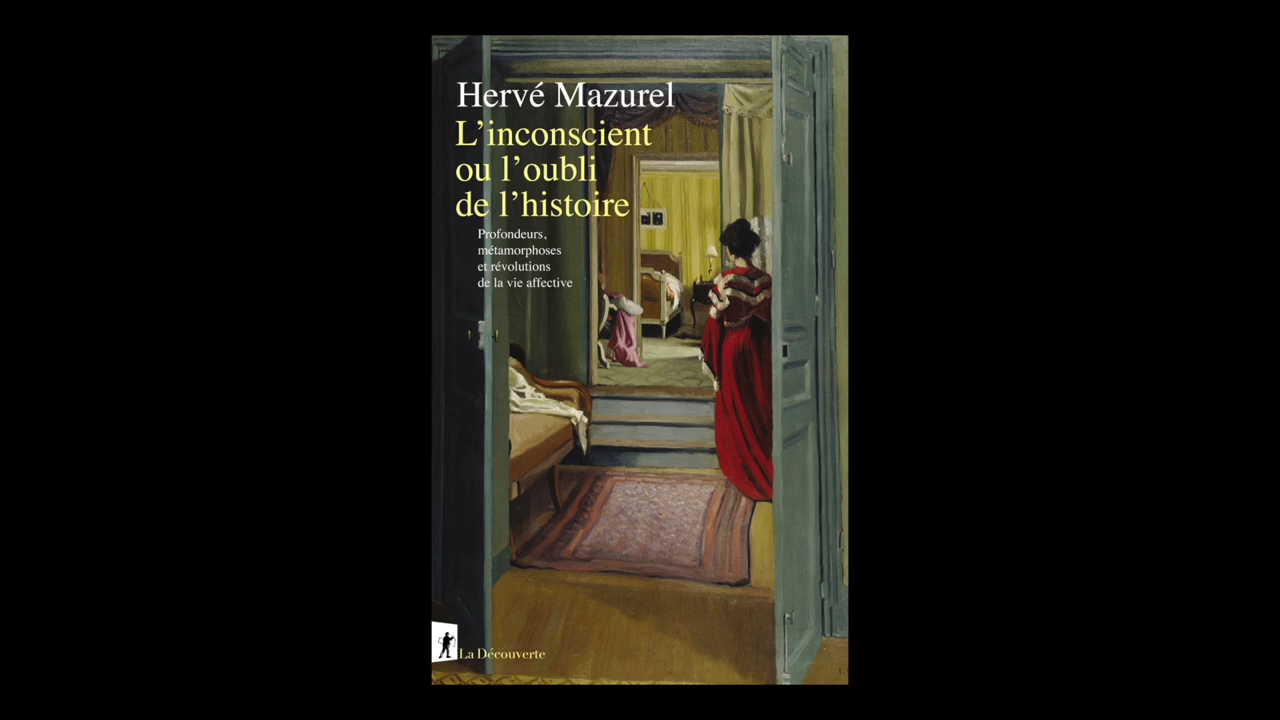 Hervé Mazurel
L’inconscient
ou l’oubli
de l’histoire
Profondeurs,
métamorphoses
et révolutions
de la vie affective
La Découverte